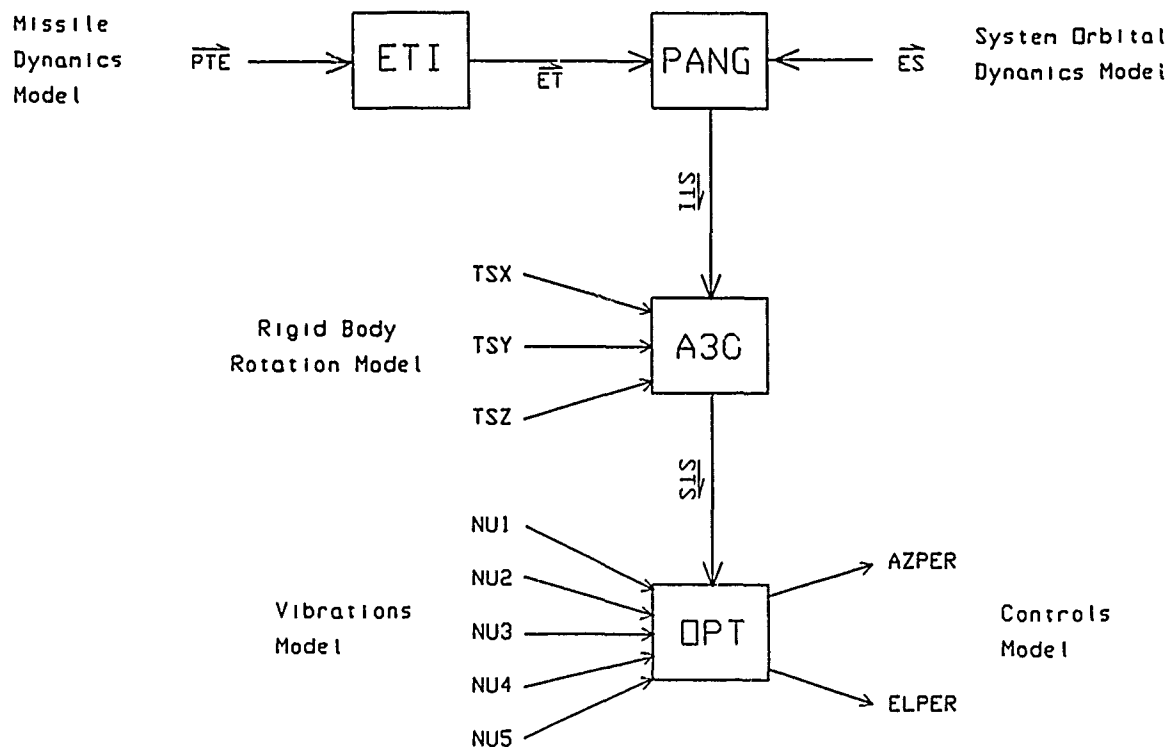 Missile
Dynamics
Model
PTE
ETI
ET
PANG
ES
System Orbital
Dynamics Model
STI
TSX
TSY
TSZ
Rigid Body
Rotation Model
A3C
STS
NU1
NU2
NU3
NU4
NU5
Vibrations
Model
OPT
AZPER
ELPER
Controls
Model